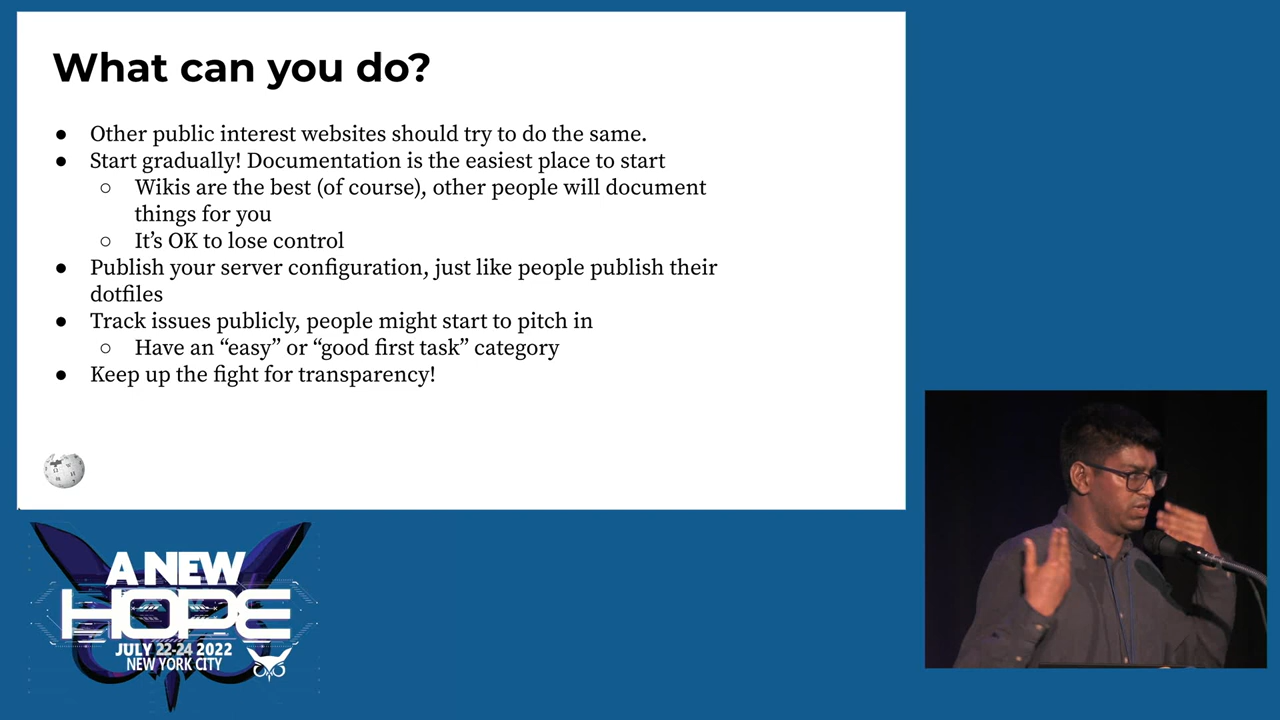 What can you do?
● Other public interest websites should try to do the same.
● Start gradually! Documentation is the easiest place to start
○ Wikis are the best (of course), other people will document
things for you
○ It’s OK to lose control
● Publish your server configuration, just like people publish their
dotfiles
● Track issues publicly, people might start to pitch in
○ Have an “easy” or “good first task” category
● Keep up the fight for transparency!
A NEW
HOPE
JULY 22-24 2022
NEW YORK CITY